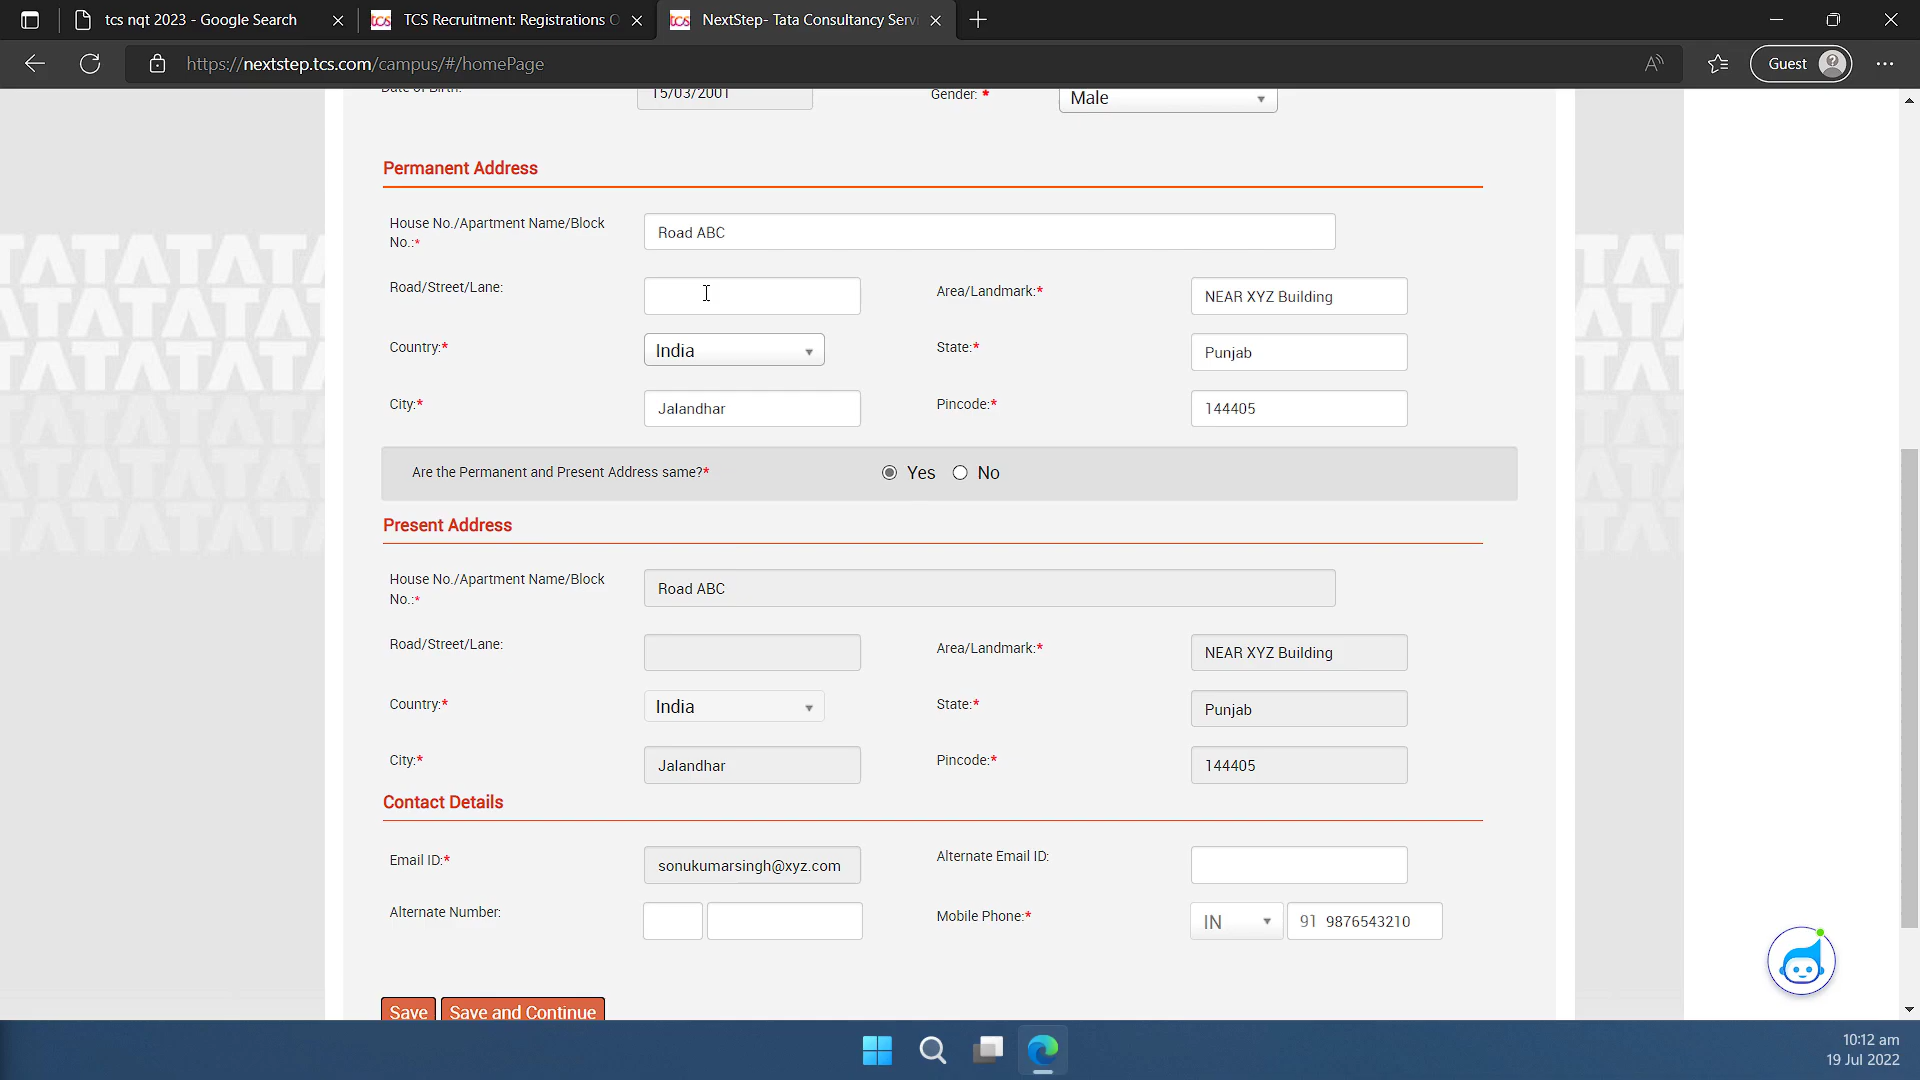 tcs nqt 2023 - Google Search
TCS Recruitment: Registrations O
NextStep- Tata Consultancy Serv
https://nextstep.tcs.com/campus/#/homePage
Guest
Date of Birth:
15/03/2001
Gender: *
Male
Permanent Address
House No./Apartment Name/Block
No.:*
Road ABC
Road/Street/Lane:
Area/Landmark:*
NEAR XYZ Building
Country:*
India
State:*
Punjab
City:*
Jalandhar
Pincode:*
144405
Are the Permanent and Present Address same?*
Yes
No
Present Address
House No./Apartment Name/Block
No.:*
Road ABC
Road/Street/Lane:
Area/Landmark:*
NEAR XYZ Building
Country:*
India
State:*
Punjab
City:*
Jalandhar
Pincode:*
144405
Contact Details
Email ID:*
sonukumarsingh@xyz.com
Alternate Email ID:
Alternate Number:
Mobile Phone:*
IN
91 9876543210
Save
Save and Continue
10:12 am
19 Jul 2022